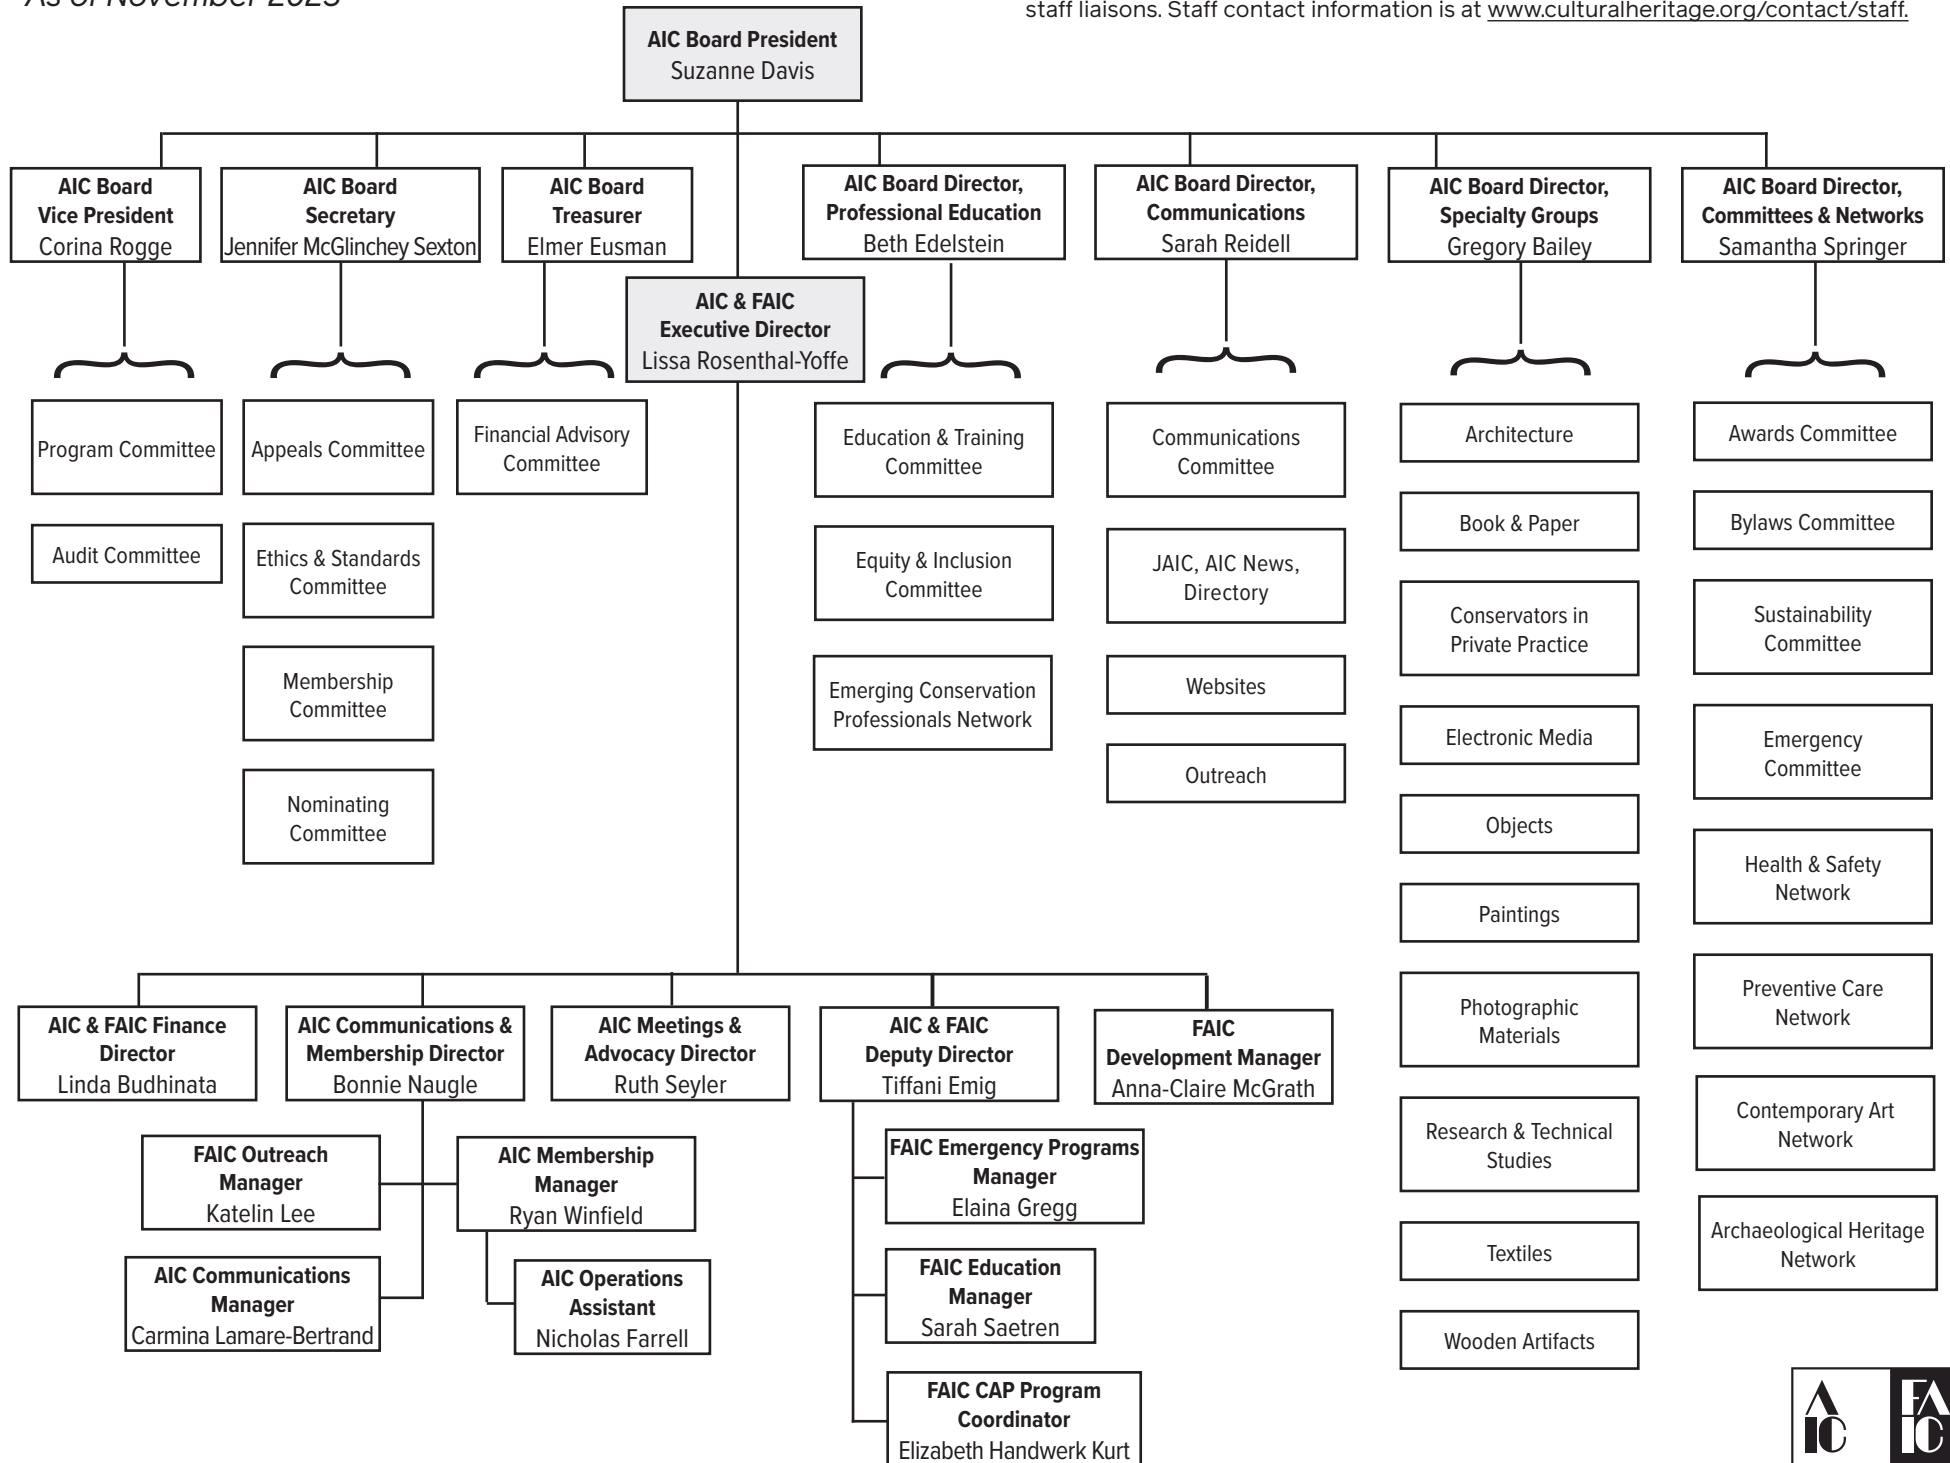 As of November 2023
staff liaisons. Staff contact information is at www.culturalheritage.org/contact/staff.
AIC Board President
Suzanne Davis
AIC Board
Vice President
Corina Rogge
AIC Board
Secretary
Jennifer McGlinchey Sexton
AIC Board
Treasurer
Elmer Eusman
AIC Board Director,
Professional Education
Beth Edelstein
AIC Board Director,
Communications
Sarah Reidell
AIC Board Director,
Specialty Groups
Gregory Bailey
AIC Board Director,
Committees & Networks
Samantha Springer
AIC & FAIC
Executive Director
Lissa Rosenthal-Yoffe
Program Committee
Audit Committee
Appeals Committee
Ethics & Standards
Committee
Membership
Committee
Nominating
Committee
Financial Advisory
Committee
Education & Training
Committee
Equity & Inclusion
Committee
Emerging Conservation
Professionals Network
Communications
Committee
JAIC, AIC News,
Directory
Websites
Outreach
Architecture
Book & Paper
Conservators in
Private Practice
Electronic Media
Objects
Paintings
Photographic
Materials
Research & Technical
Studies
Textiles
Wooden Artifacts
Awards Committee
Bylaws Committee
Sustainability
Committee
Emergency
Committee
Health & Safety
Network
Preventive Care
Network
Contemporary Art
Network
Archaeological Heritage
Network
AIC & FAIC Finance
Director
Linda Budhinata
AIC Communications &
Membership Director
Bonnie Naugle
AIC Meetings &
Advocacy Director
Ruth Seyler
AIC & FAIC
Deputy Director
Tiffani Emig
FAIC
Development Manager
Anna-Claire McGrath
FAIC Outreach
Manager
Katelin Lee
AIC Membership
Manager
Ryan Winfield
AIC Communications
Manager
Carmina Lamare-Bertrand
AIC Operations
Assistant
Nicholas Farrell
FAIC Emergency Programs
Manager
Elaina Gregg
FAIC Education
Manager
Sarah Saetren
FAIC CAP Program
Coordinator
Elizabeth Handwerk Kurt
A
IC
FA
IC